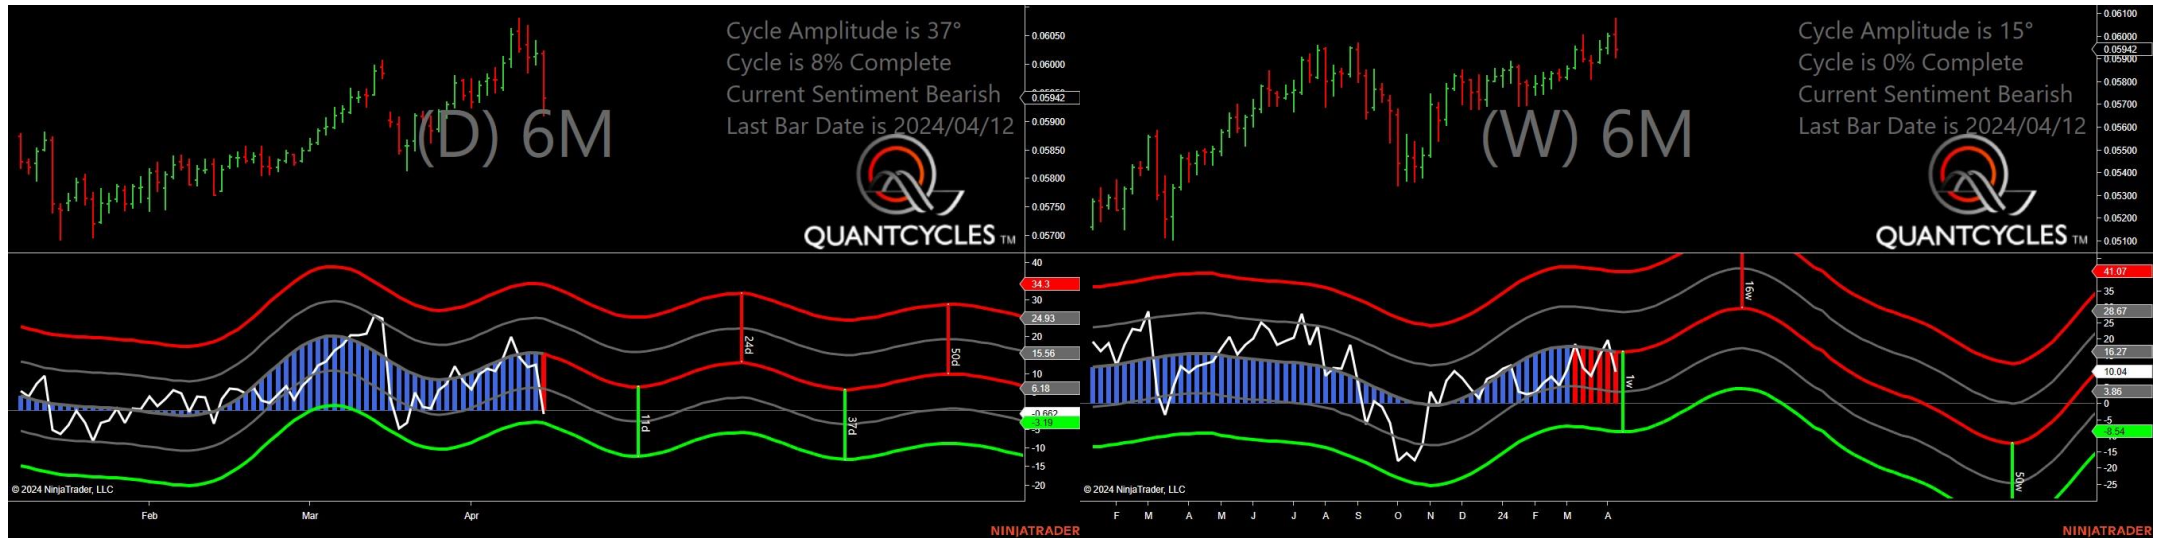 Cycle Amplitude is 37°
Cycle is 8% Complete
Current Sentiment Bearish
Last Bar Date is 2024/04/12
(D) 6M
QUANTCYCLES TM
0.06050
0.06000
0.05942
0.05900
0.05850
0.05800
0.05750
0.05700
40
34.3
30
24.93
20
15.56
10
6.18
-0.662
-3.19
-10
-15
-20
11d
24d
37d
50d
© 2024 NinjaTrader, LLC
Feb Mar Apr
NINJATRADER
Cycle Amplitude is 15°
Cycle is 0% Complete
Current Sentiment Bearish
Last Bar Date is 2024/04/12
(W) 6M
QUANTCYCLES TM
0.06100
0.06000
0.05942
0.05900
0.05800
0.05700
0.05600
0.05500
0.05400
0.05300
0.05200
0.05100
41.07
35
28.67
25
20
16.27
10.04
3.86
0
-5
-8.54
-15
-20
-25
1w
16w
50w
© 2024 NinjaTrader, LLC
F M A M J J A S O N D 24 F M A
NINJATRADER